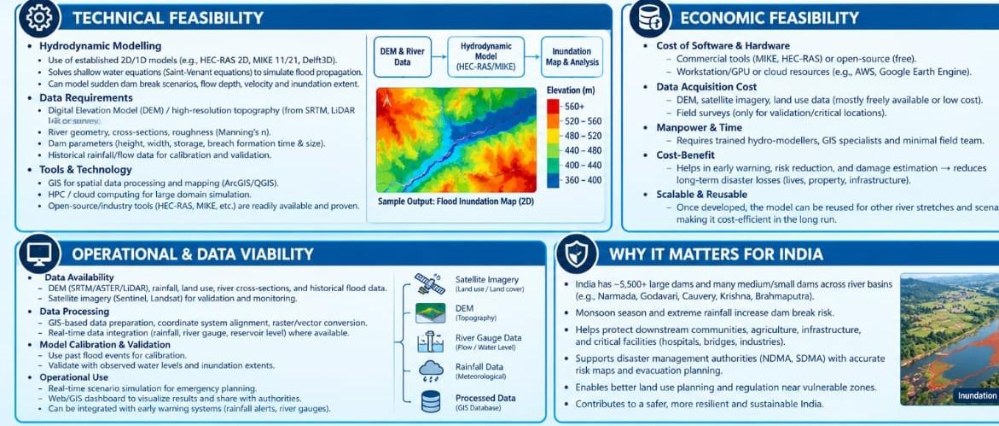 TECHNICAL FEASIBILITY
• Hydrodynamic Modelling
• Use of established 2D/1D models (e.g., HEC-RAS 2D, MIKE 11/21, Delft3D).
• Solves shallow water equations (Saint-Venant equations) to simulate flood propagation.
• Can model sudden dam break scenarios, flow depth, velocity and inundation extent.
• Data Requirements
• Digital Elevation Model (DEM) / high-resolution topography (from SRTM, LiDAR
or survey).
• River geometry, cross-sections, roughness (Manning's n).
• Dam parameters (height, width, storage, breach formation time & size).
• Historical rainfall/flow data for calibration and validation.
• Tools & Technology
• GIS for spatial data processing and mapping (ArcGIS/QGIS).
• HPC / cloud computing for large domain simulation.
• Open-source/industry tools (HEC-RAS, MIKE, etc.) are readily available and proven.
DEM & River
Data
Hydrodynamic
Model
(HEC-RAS/MIKE)
Inundation
Map & Analysis
Elevation (m)
560+
520 – 560
480 – 520
440 – 480
400 – 440
360 – 400
Sample Output: Flood Inundation Map (2D)
ECONOMIC FEASIBILITY
• Cost of Software & Hardware
– Commercial tools (MIKE, HEC-RAS) or open-source (free).
– Workstation/GPU or cloud resources (e.g., AWS, Google Earth Engine).
• Data Acquisition Cost
– DEM, satellite imagery, land use data (mostly freely available or low cost).
– Field surveys (only for validation/critical locations).
• Manpower & Time
– Requires trained hydro-modellers, GIS specialists and minimal field team.
• Cost-Benefit
– Helps in early warning, risk reduction, and damage estimation → reduces
long-term disaster losses (lives, property, infrastructure).
• Scalable & Reusable
– Once developed, the model can be reused for other river stretches and scena
making it cost-efficient in the long run.
OPERATIONAL & DATA VIABILITY
• Data Availability
– DEM (SRTM/ASTER/LiDAR), rainfall, land use, river cross-sections, and historical flood data.
– Satellite imagery (Sentinel, Landsat) for validation and monitoring.
• Data Processing
– GIS-based data preparation, coordinate system alignment, raster/vector conversion.
– Real-time data integration (rainfall, river gauge, reservoir level) where available.
• Model Calibration & Validation
– Use past flood events for calibration.
– Validate with observed water levels and inundation extents.
• Operational Use
– Real-time scenario simulation for emergency planning.
– Web/GIS dashboard to visualize results and share with authorities.
– Can be integrated with early warning systems (rainfall alerts, river gauges).
Satellite Imagery
(Land use / Land cover)
DEM
(Topography)
River Gauge Data
(Flow / Water Level)
Rainfall Data
(Meteorological)
Processed Data
(GIS Database)
WHY IT MATTERS FOR INDIA
• India has ~5,500+ large dams and many medium/small dams across river basins
(e.g., Narmada, Godavari, Cauvery, Krishna, Brahmaputra).
• Monsoon season and extreme rainfall increase dam break risk.
• Helps protect downstream communities, agriculture, infrastructure,
and critical facilities (hospitals, bridges, industries).
• Supports disaster management authorities (NDMA, SDMA) with accurate
risk maps and evacuation planning.
• Enables better land use planning and regulation near vulnerable zones.
• Contributes to a safer, more resilient and sustainable India.
Inundation